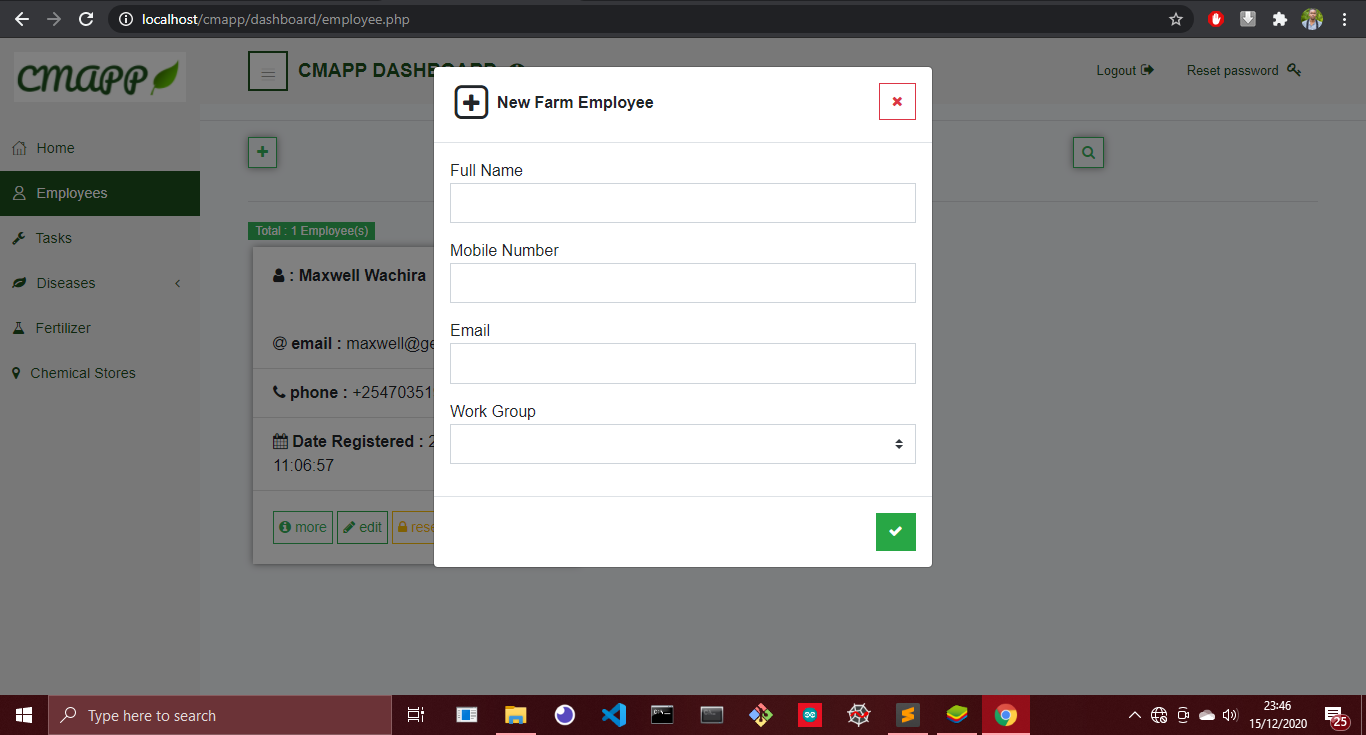 localhost/cmapp/dashboard/employee.php
cmapp
CMAPP DASHBOARD
Logout
Reset password
Home
Employees
Tasks
Diseases
Fertilizer
Chemical Stores
Total : 1 Employee(s)
: Maxwell Wachira
@ email : maxwell@ge
phone : +25470351
Date Registered : 2
11:06:57
more
edit
rese
New Farm Employee
Full Name
Mobile Number
Email
Work Group
Type here to search
23:46
15/12/2020
25